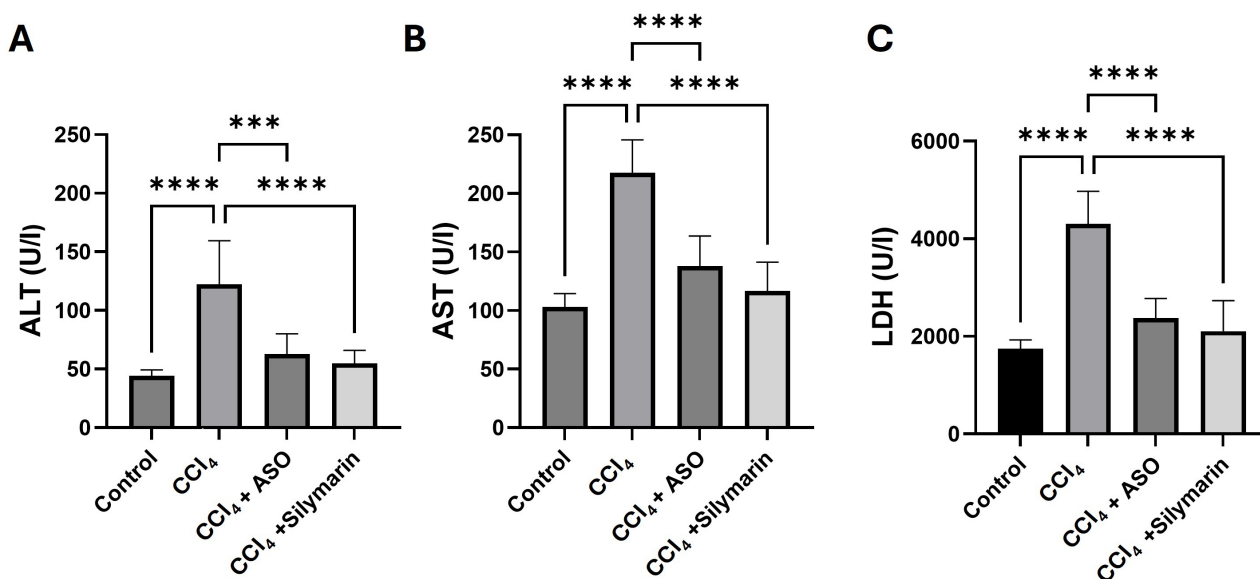 A
***
**** ****
250
200
150
100
50
0
ALT (U/l)
Control
CCl₄
CCl₄ + ASO
CCl₄ +Silymarin
B
****
**** ****
250
200
150
100
50
0
AST (U/l)
Control
CCl₄
CCl₄ + ASO
CCl₄ +Silymarin
C
****
**** ****
6000
4000
2000
0
LDH (U/l)
Control
CCl₄
CCl₄ + ASO
CCl₄ +Silymarin